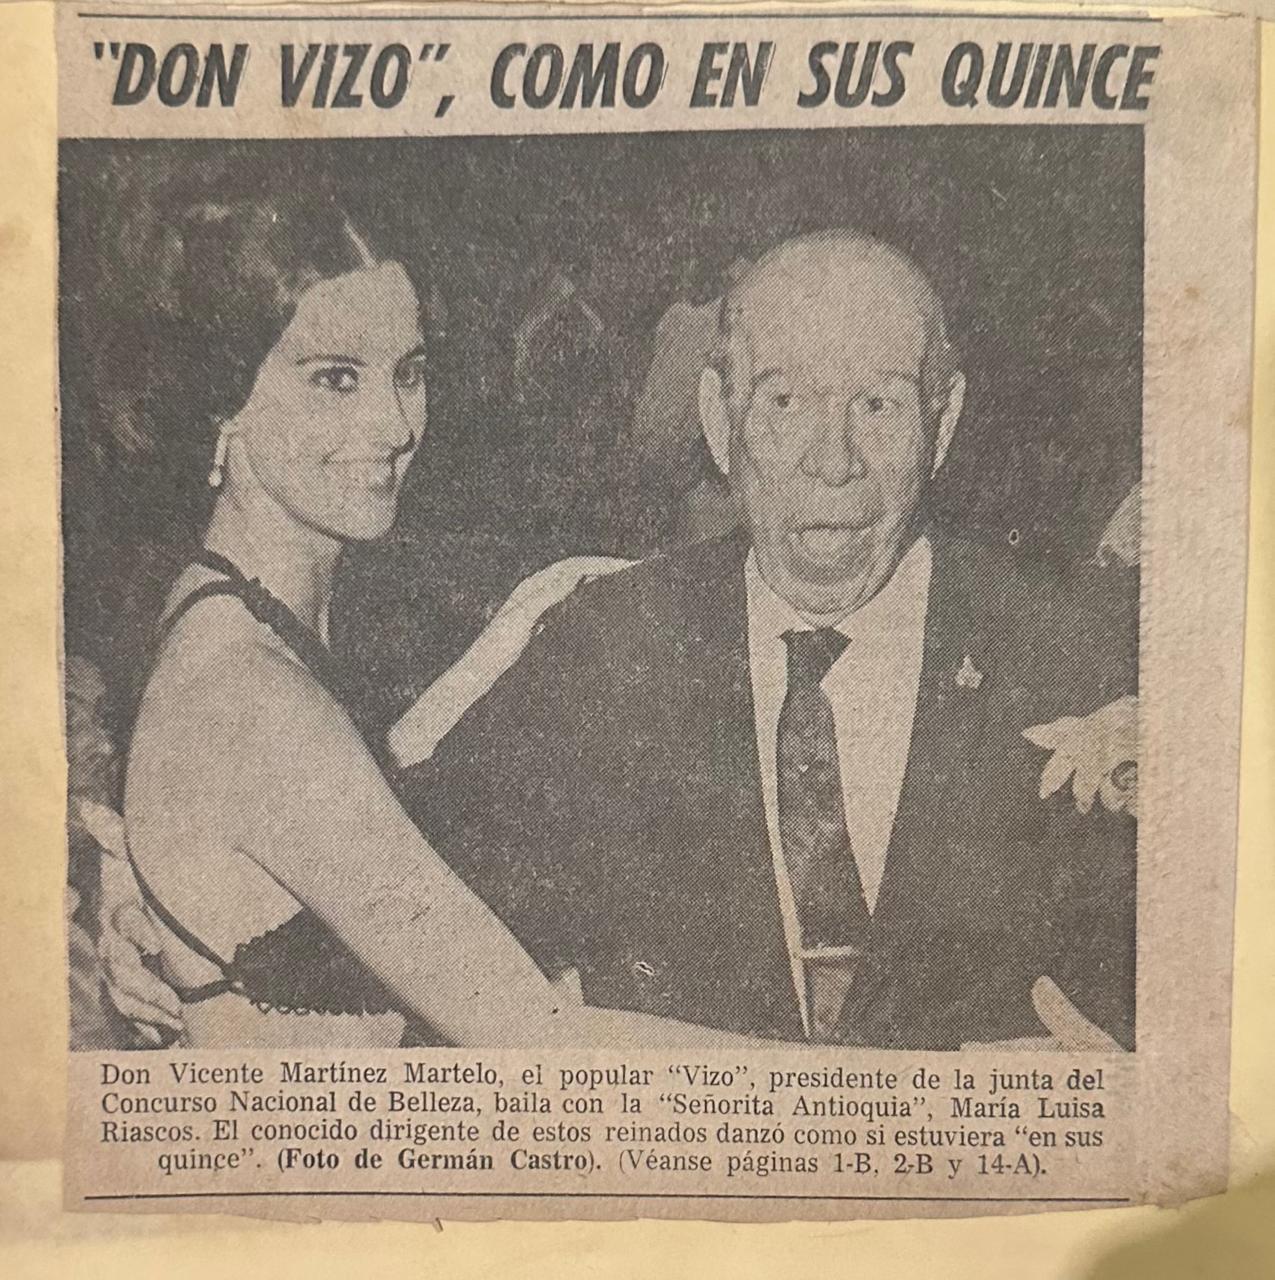 "DON VIZO", COMO EN SUS QUINCE
Don Vicente Martínez Martelo, el popular "Vizo", presidente de la junta del
Concurso Nacional de Belleza, baila con la "Señorita Antioquia", María Luisa
Riascos. El conocido dirigente de estos reinados danzó como si estuviera "en sus
quince". (Foto de Germán Castro). (Véanse páginas 1-B, 2-B y 14-A).